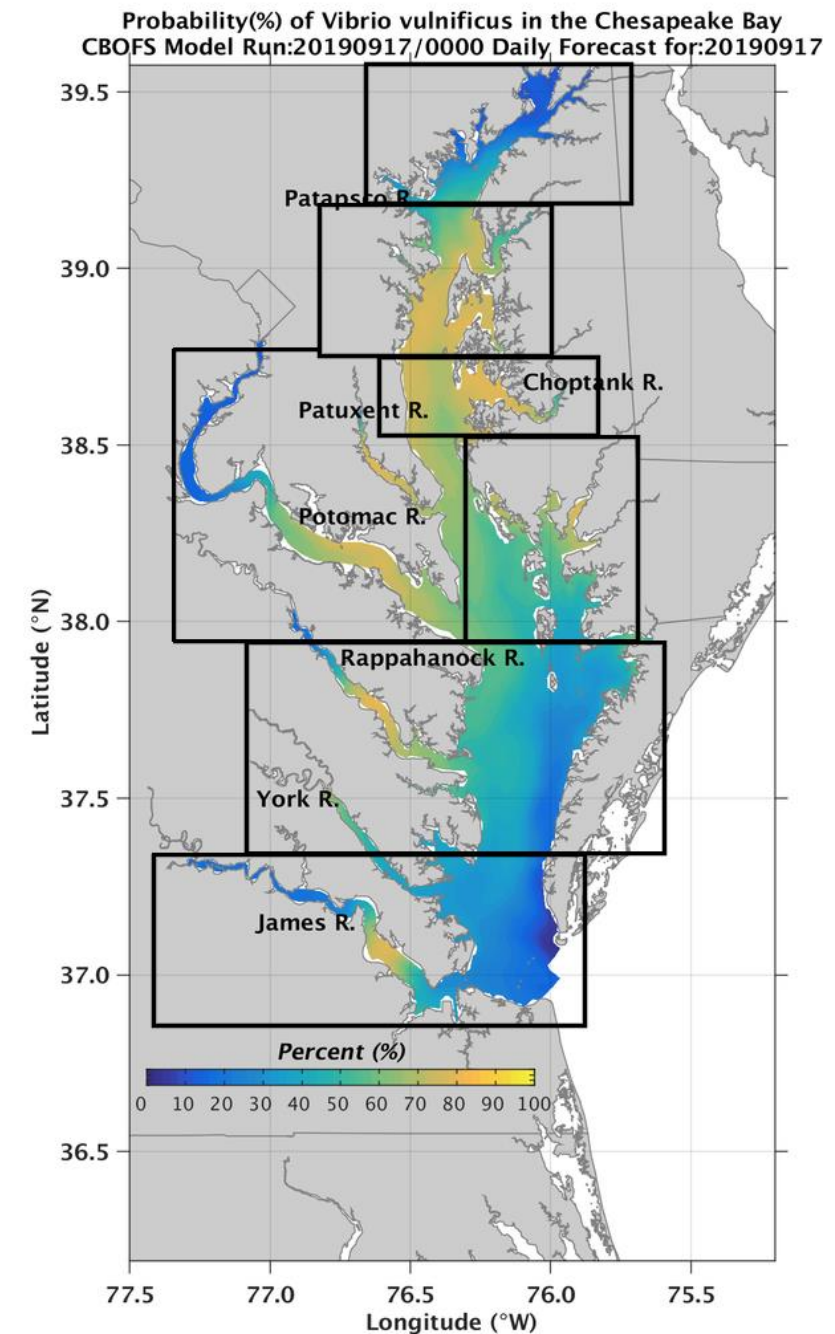 Probability(%) of Vibrio vulnificus in the Chesapeake Bay
CBOFS Model Run:20190917/0000 Daily Forecast for:20190917
39.5
Patapsco R.
39.0
Choptank R.
Patuxent R.
38.5
Potomac R.
38.0
Rappahanock R.
Latitude (°N)
37.5
York R.
James R.
37.0
Percent (%)
0 10 20 30 40 50 60 70 80 90 100
36.5
77.5 77.0 76.5 76.0 75.5
Longitude (°W)